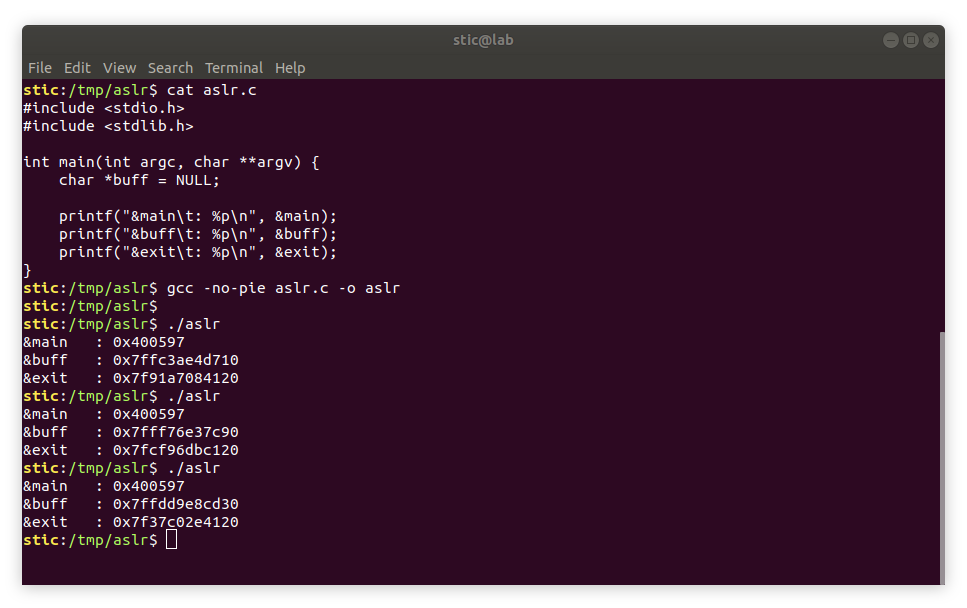 stic@lab
File Edit View Search Terminal Help
stic:/tmp/aslr$ cat aslr.c
#include <stdio.h>
#include <stdlib.h>
int main(int argc, char **argv) {
    char *buff = NULL;
    printf("&main\t: %p\n", &main);
    printf("&buff\t: %p\n", &buff);
    printf("&exit\t: %p\n", &exit);
}
stic:/tmp/aslr$ gcc -no-pie aslr.c -o aslr
stic:/tmp/aslr$
stic:/tmp/aslr$ ./aslr
&main   : 0x400597
&buff   : 0x7ffc3ae4d710
&exit   : 0x7f91a7084120
stic:/tmp/aslr$ ./aslr
&main   : 0x400597
&buff   : 0x7fff76e37c90
&exit   : 0x7fcf96dbc120
stic:/tmp/aslr$ ./aslr
&main   : 0x400597
&buff   : 0x7ffdd9e8cd30
&exit   : 0x7f37c02e4120
stic:/tmp/aslr$